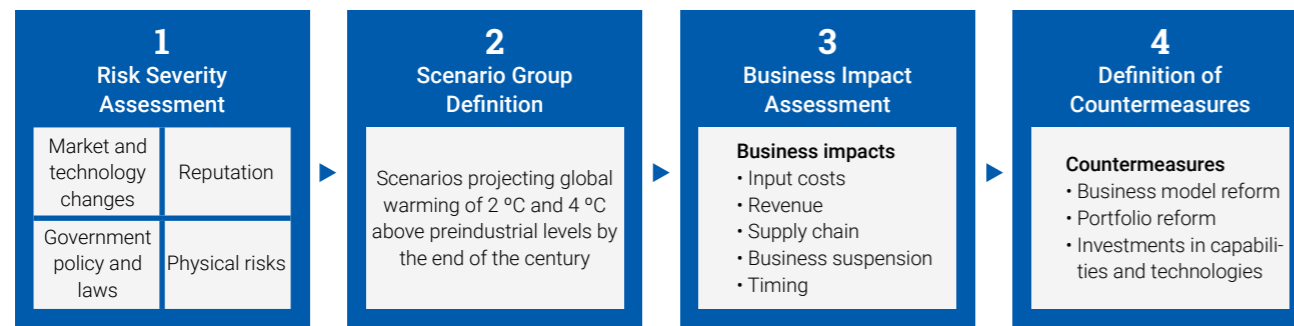 1
Risk Severity
Assessment
Market and
technology
changes
Reputation
Government
policy and
laws
Physical risks
2
Scenario Group
Definition
Scenarios projecting global
warming of 2 ºC and 4 ºC
above preindustrial levels by
the end of the century
3
Business Impact
Assessment
Business impacts
• Input costs
• Revenue
• Supply chain
• Business suspension
• Timing
4
Definition of
Countermeasures
Countermeasures
• Business model reform
• Portfolio reform
• Investments in capabili-
ties and technologies